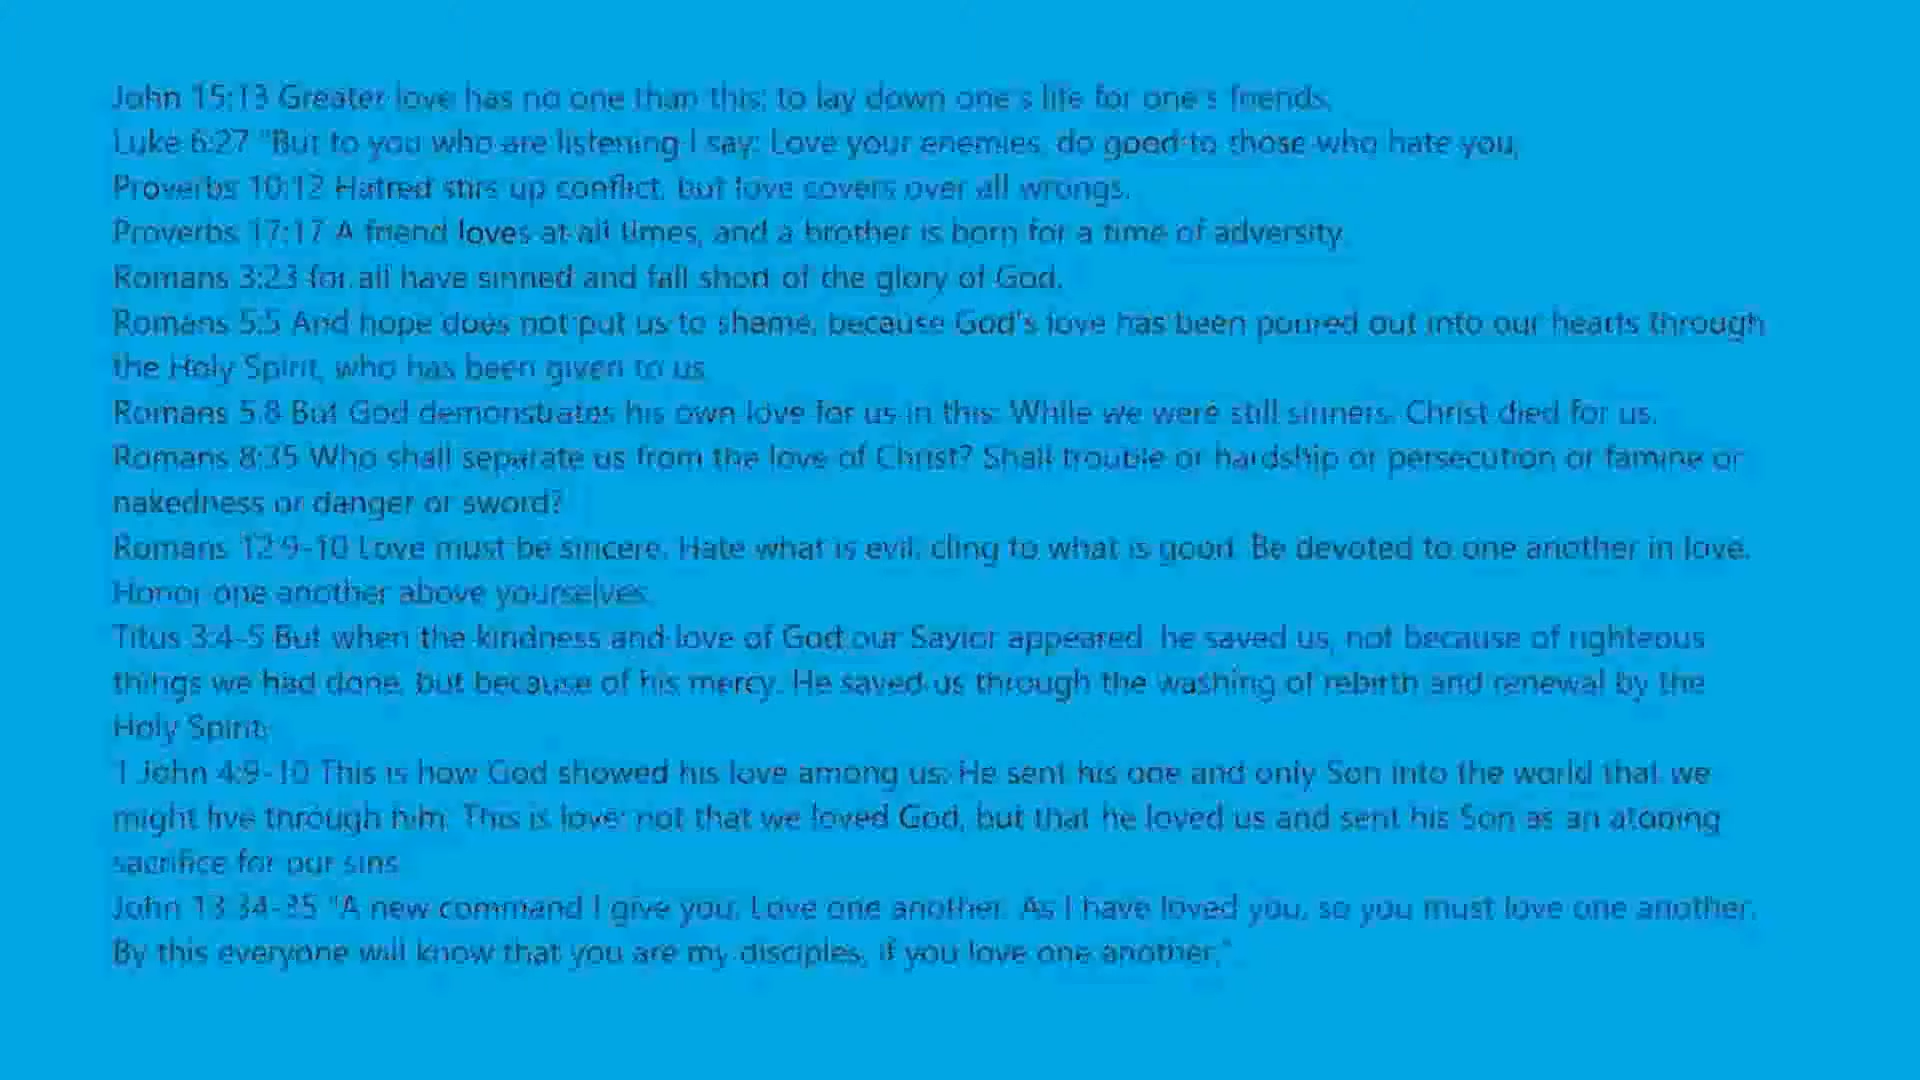 John 15:13 Greater love has no one than this: to lay down one's life for one's friends.
Luke 6:27 "But to you who are listening I say: Love your enemies, do good to those who hate you,
Proverbs 10:12 Hatred stirs up conflict, but love covers over all wrongs.
Proverbs 17:17 A friend loves at all times, and a brother is born for a time of adversity.
Romans 3:23 for all have sinned and fall short of the glory of God.
Romans 5:5 And hope does not put us to shame, because God's love has been poured out into our hearts through
the Holy Spirit, who has been given to us.
Romans 5:8 But God demonstrates his own love for us in this: While we were still sinners, Christ died for us.
Romans 8:35 Who shall separate us from the love of Christ? Shall trouble or hardship or persecution or famine or
nakedness or danger or sword?
Romans 12:9-10 Love must be sincere. Hate what is evil; cling to what is good. Be devoted to one another in love.
Honor one another above yourselves.
Titus 3:4-5 But when the kindness and love of God our Savior appeared, he saved us, not because of righteous
things we had done, but because of his mercy. He saved us through the washing of rebirth and renewal by the
Holy Spirit.
1 John 4:9-10 This is how God showed his love among us: He sent his one and only Son into the world that we
might live through him. This is love: not that we loved God, but that he loved us and sent his Son as an atoning
sacrifice for our sins.
John 13:34-35 "A new command I give you: Love one another. As I have loved you, so you must love one another.
By this everyone will know that you are my disciples, if you love one another."